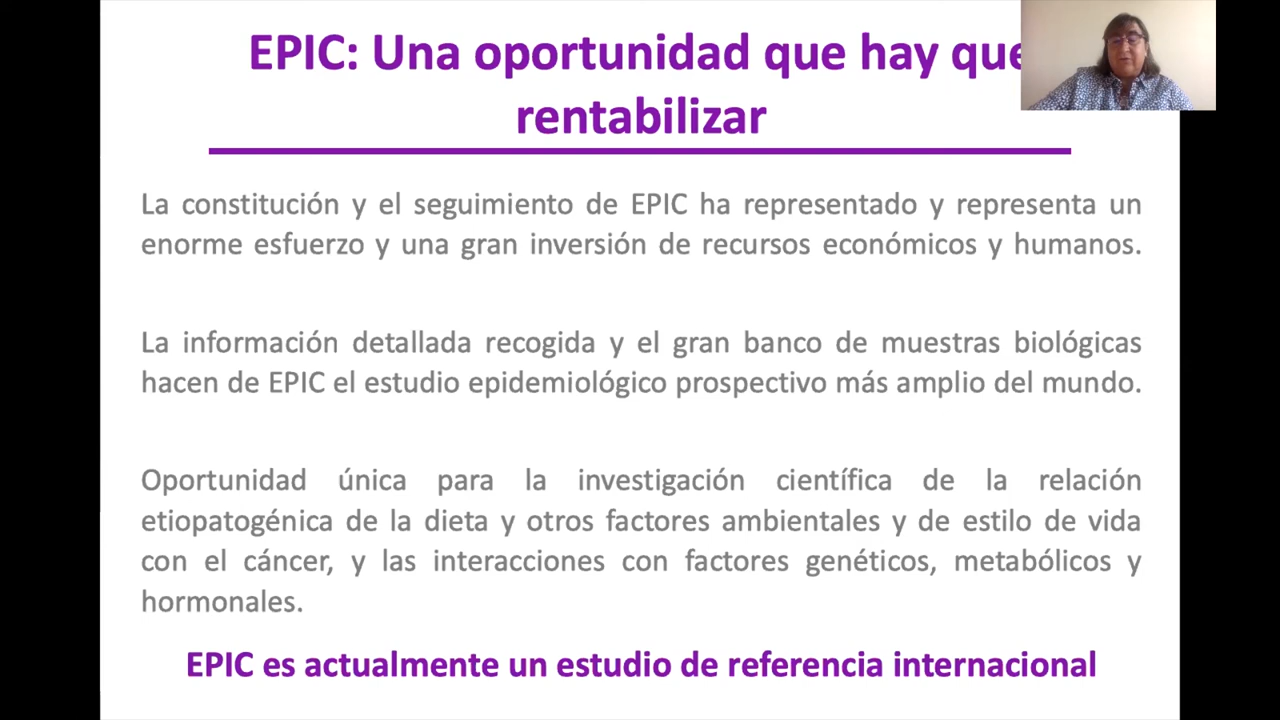 EPIC: Una oportunidad que hay que
rentabilizar
La constitución y el seguimiento de EPIC ha representado y representa un
enorme esfuerzo y una gran inversión de recursos económicos y humanos.
La información detallada recogida y el gran banco de muestras biológicas
hacen de EPIC el estudio epidemiológico prospectivo más amplio del mundo.
Oportunidad única para la investigación científica de la relación
etiopatogénica de la dieta y otros factores ambientales y de estilo de vida
con el cáncer, y las interacciones con factores genéticos, metabólicos y
hormonales.
EPIC es actualmente un estudio de referencia internacional